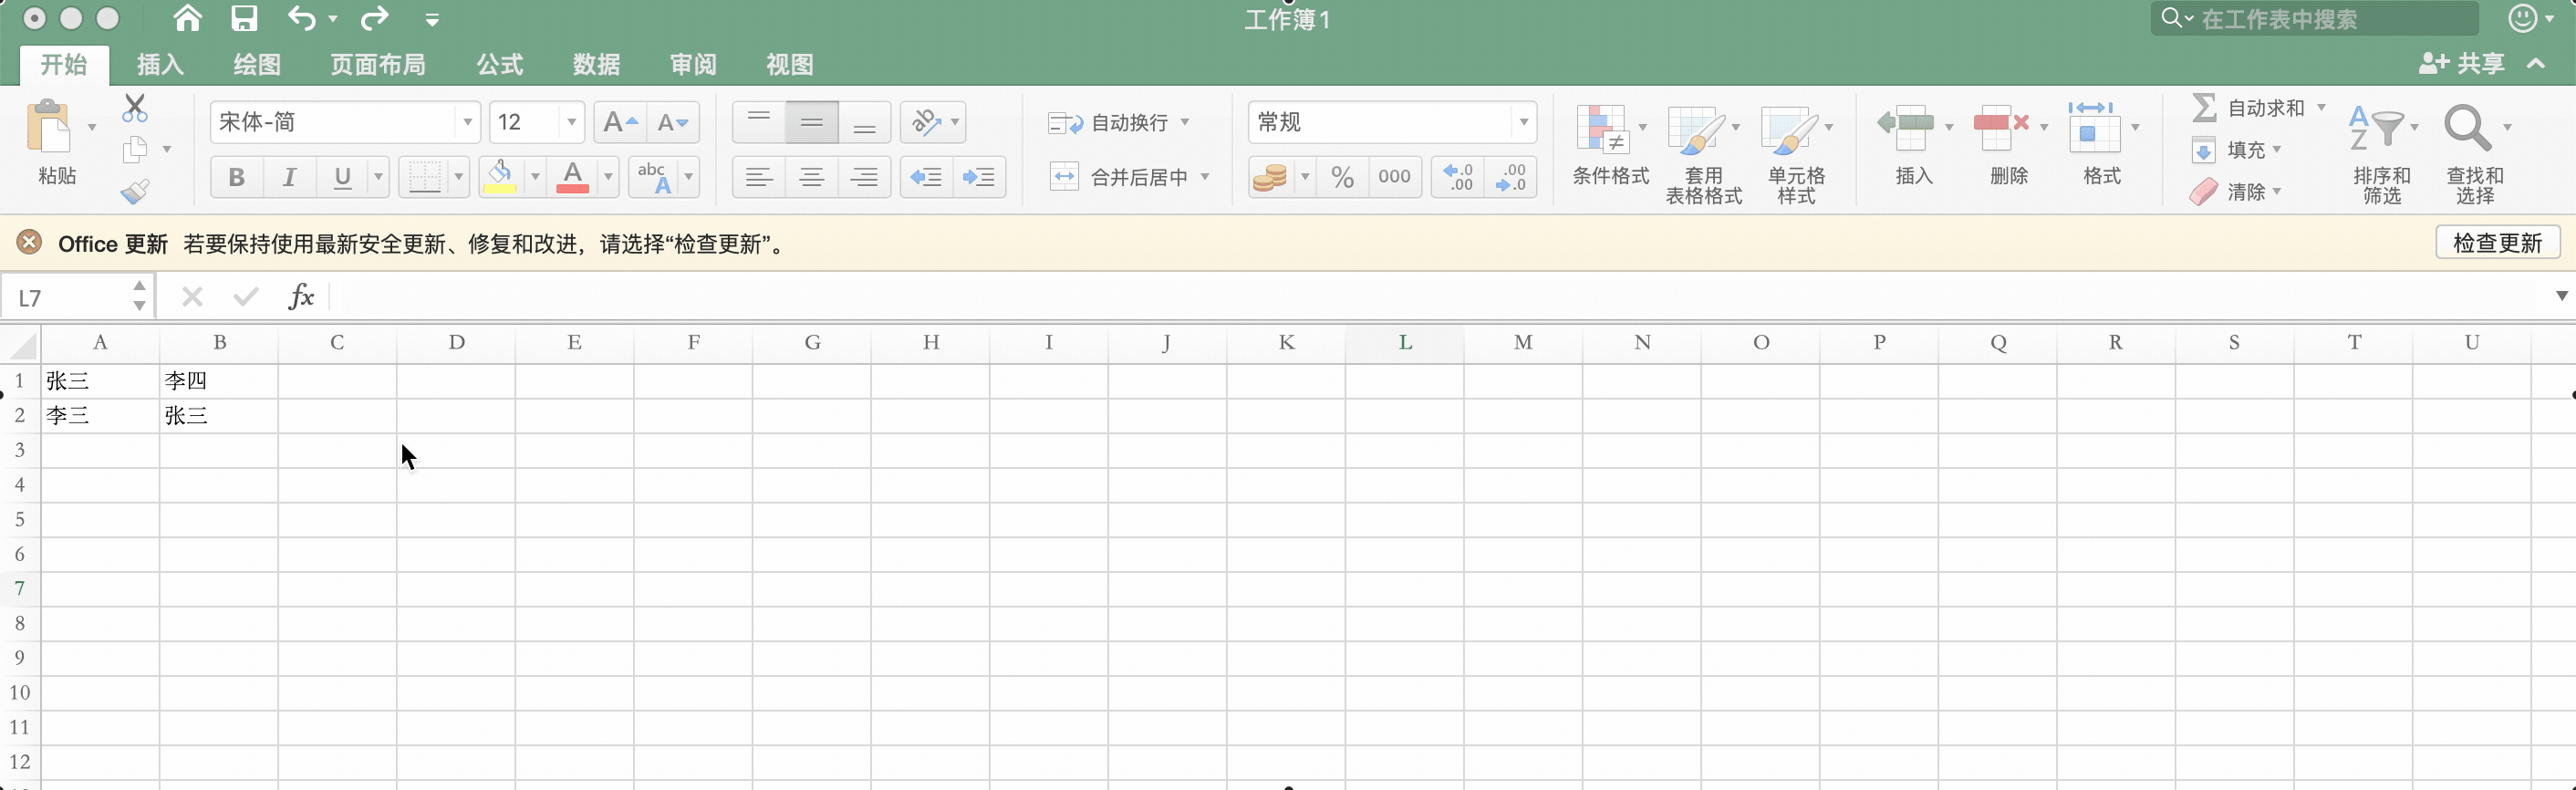 工作簿1
在工作表中搜索
开始 插入 绘图 页面布局 公式 数据 审阅 视图
共享
粘贴
宋体-简 12 A A
B I U A abc A
ab
自动换行
合并后居中
常规
% 000 .0 .00 .00 .0
条件格式
套用
表格格式
单元格
样式
插入
删除
格式
自动求和
填充
清除
A
Z
排序和
筛选
查找和
选择
Office 更新 若要保持使用最新安全更新、修复和改进，请选择“检查更新”。
检查更新
L7
fx
A B C D E F G H I J K L M N O P Q R S T U
1 张三 李四
2 李三 张三
3
4
5
6
7
8
9
10
11
12